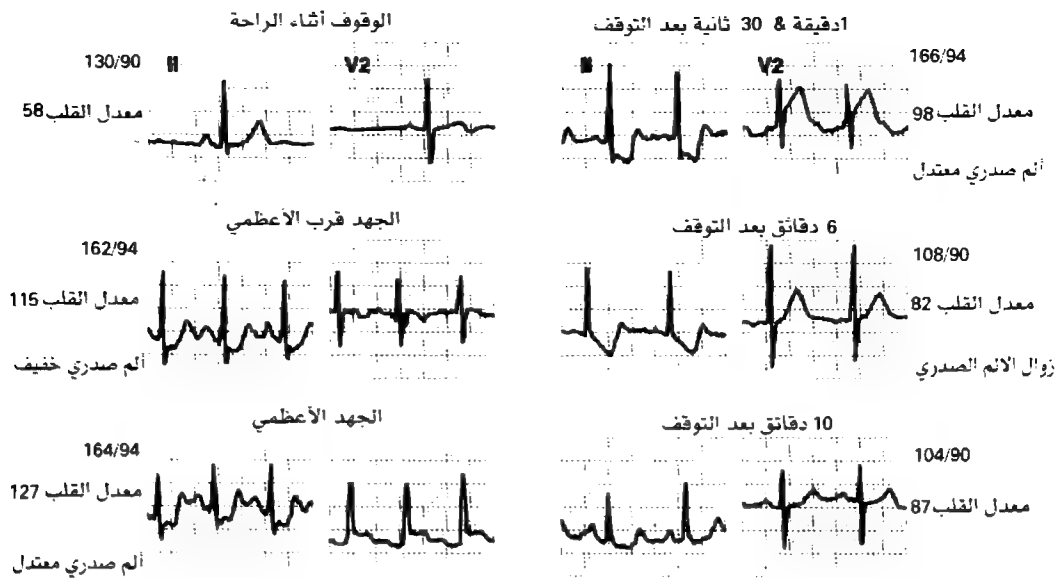 الوقوف أثناء الراحة
130/90
II
V2
معدل القلب 58
1دقيقة & 30 ثانية بعد التوقف
II
V2
166/94
معدل القلب 98
ألم صدري معتدل
الجهد قرب الأعظمي
162/94
معدل القلب 115
ألم صدري خفيف
6 دقائق بعد التوقف
108/90
معدل القلب 82
زوال الالم الصدري
الجهد الأعظمي
164/94
معدل القلب 127
ألم صدري معتدل
10 دقائق بعد التوقف
104/90
معدل القلب 87